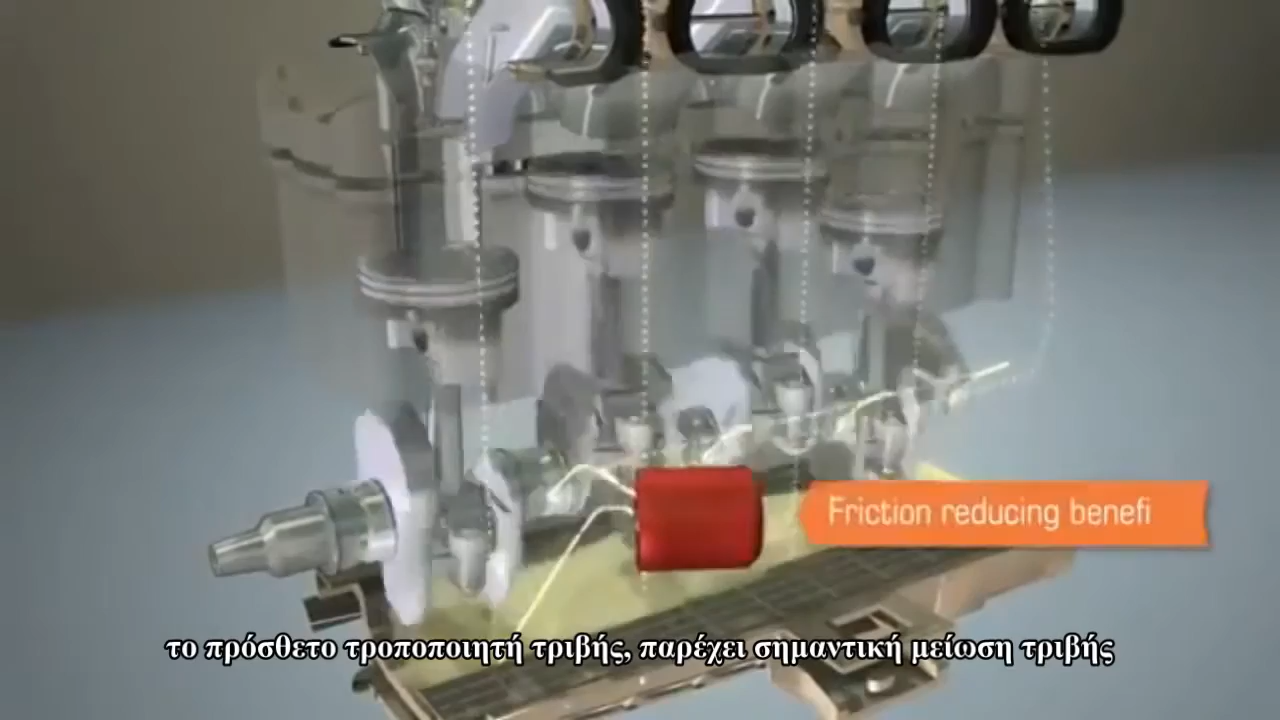 Friction reducing benefi
το πρόσθετο τροποποιητή τριβής, παρέχει σημαντική μείωση τριβής